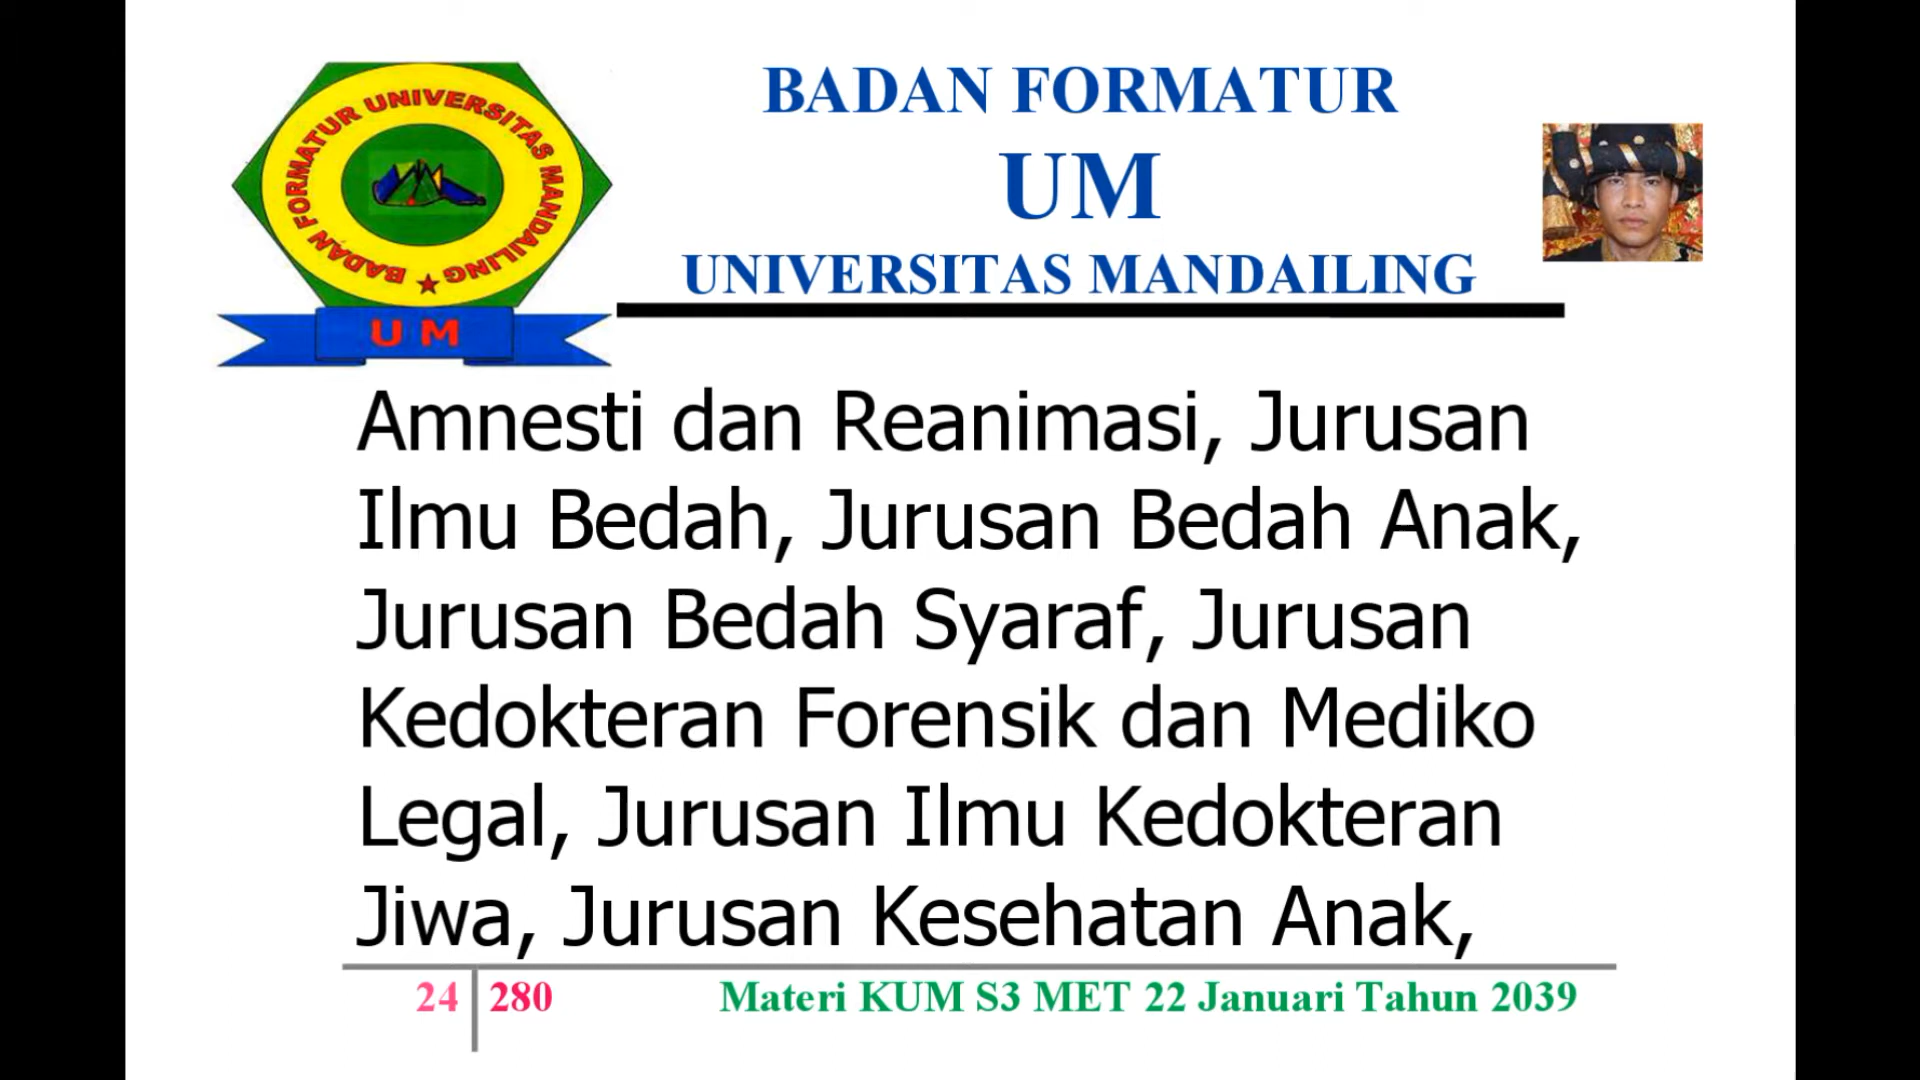 BADAN FORMATUR UNIVERSITAS MANDAILING
U M
BADAN FORMATUR
UM
UNIVERSITAS MANDAILING
Amnesti dan Reanimasi, Jurusan
Ilmu Bedah, Jurusan Bedah Anak,
Jurusan Bedah Syaraf, Jurusan
Kedokteran Forensik dan Mediko
Legal, Jurusan Ilmu Kedokteran
Jiwa, Jurusan Kesehatan Anak,
24 280 Materi KUM S3 MET 22 Januari Tahun 2039